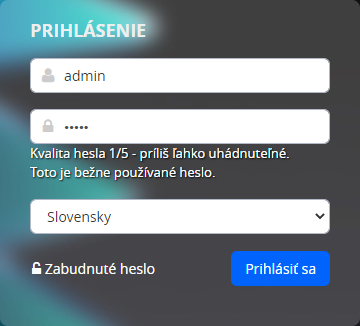 PRIHLÁSENIE
admin
•••••
Kvalita hesla 1/5 - príliš ľahko uhádnuteľné.
Toto je bežne používané heslo.
Slovensky
Zabudnuté heslo
Prihlásiť sa